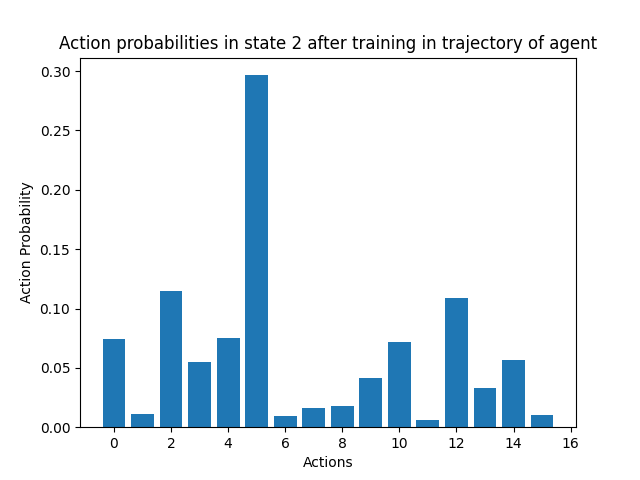 Action probabilities in state 2 after training in trajectory of agent
0.30
0.25
0.20
0.15
0.10
0.05
0.00
Action Probability
0 2 4 6 8 10 12 14 16
Actions